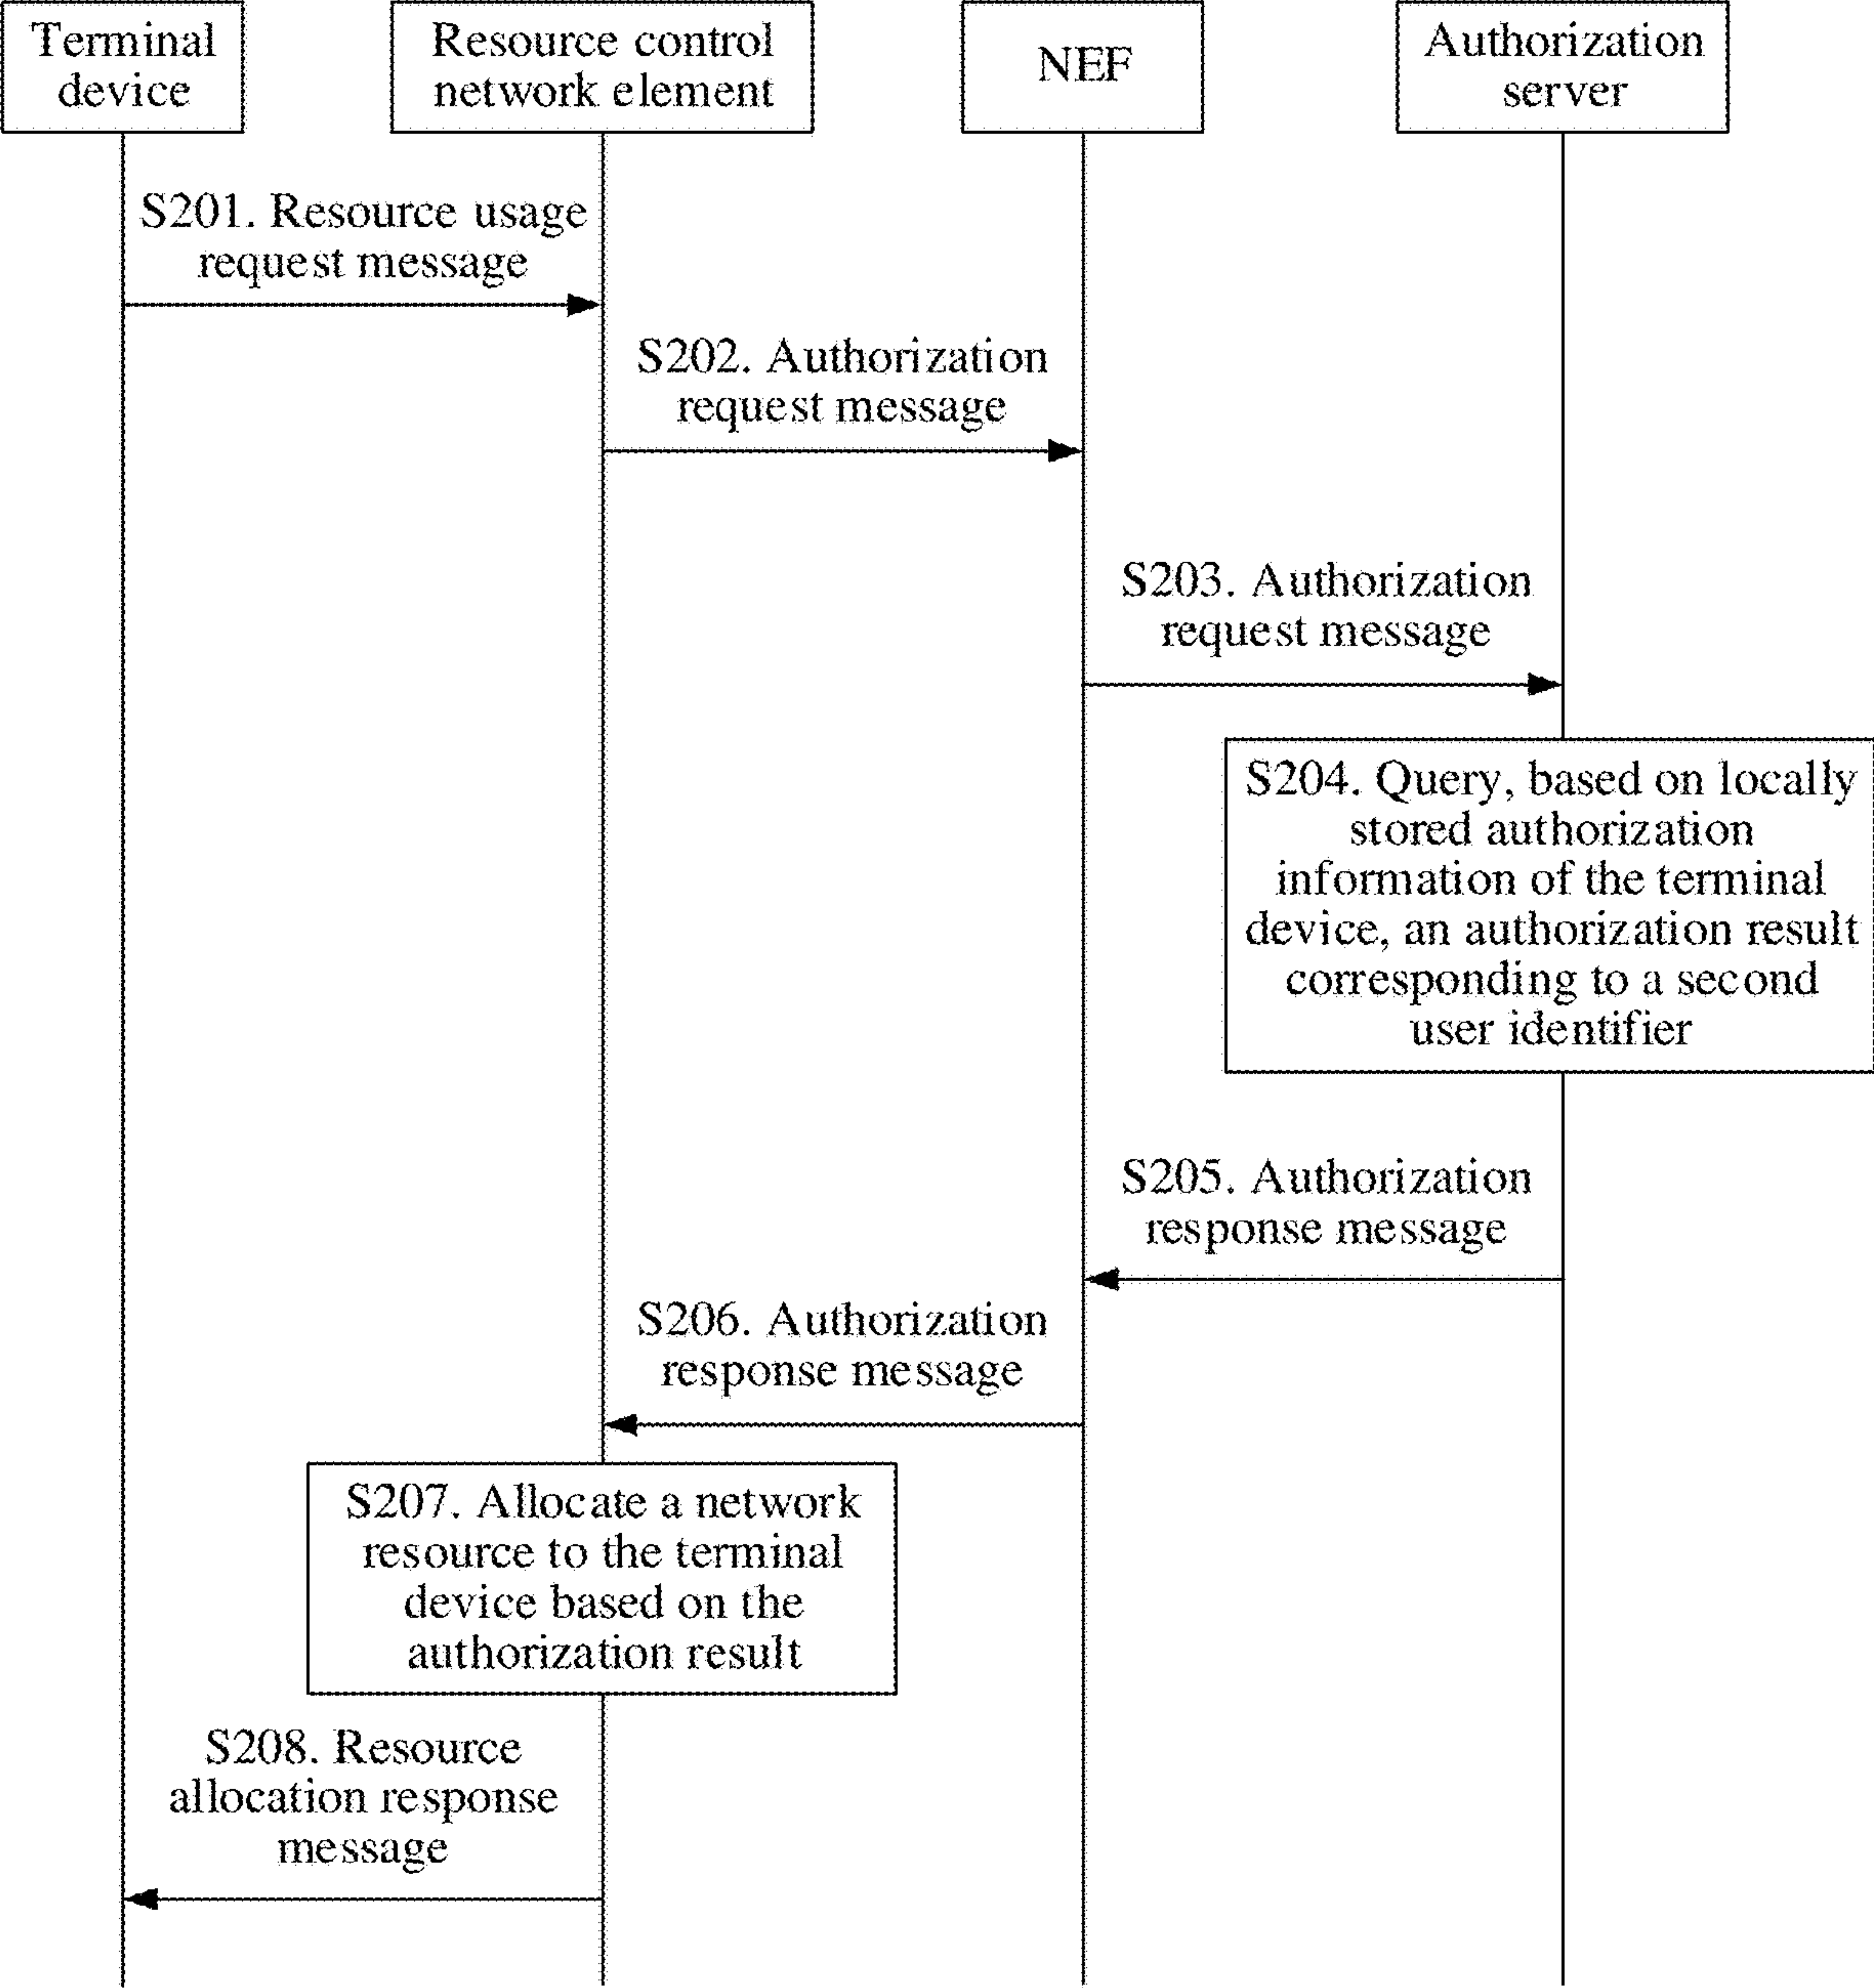 Terminal
device
Resource control
network element
NEF
Authorization
server
S201. Resource usage
request message
S202. Authorization
request message
S203. Authorization
request message
S204. Query, based on locally
stored authorization
information of the terminal
device, an authorization result
corresponding to a second
user identifier
S205. Authorization
response message
S206. Authorization
response message
S207. Allocate a network
resource to the terminal
device based on the
authorization result
S208. Resource
allocation response
message